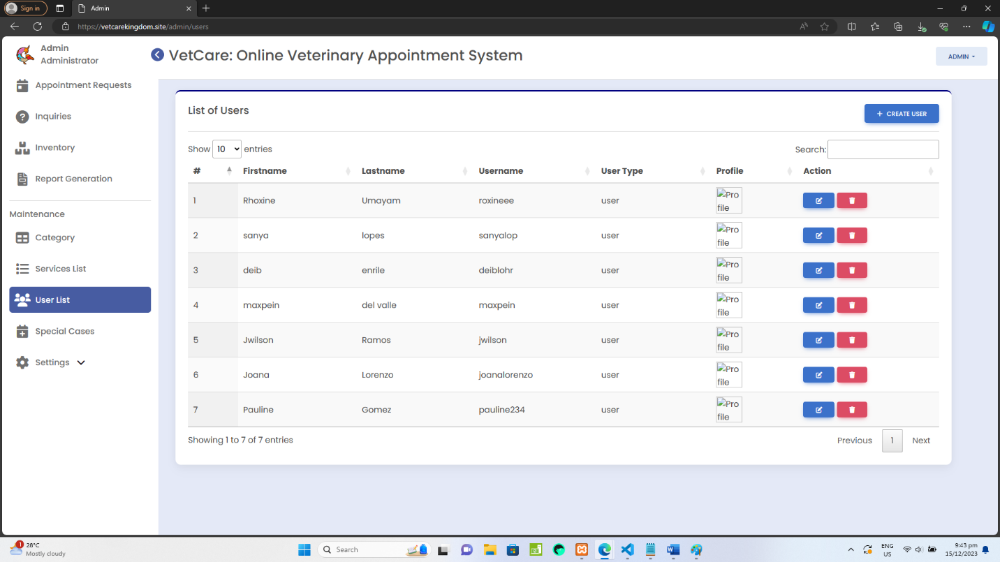 Sign in
Admin
https://vetcarekingdom.site/admin/users
Admin
Administrator
VetCare: Online Veterinary Appointment System
ADMIN
Appointment Requests
Inquiries
Inventory
Report Generation
Maintenance
Category
Services List
User List
Special Cases
Settings
List of Users
+ CREATE USER
Show 10 entries
Search:
# Firstname Lastname Username User Type Profile Action
1 Rhoxine Umayam roxineee user Pro
file
2 sanya lopes sanyalop user Pro
file
3 deib enrile deiblohr user Pro
file
4 maxpein del valle maxpein user Pro
file
5 Jwilson Ramos jwilson user Pro
file
6 Joana Lorenzo joanalorenzo user Pro
file
7 Pauline Gomez pauline234 user Pro
file
Showing 1 to 7 of 7 entries
Previous 1 Next
1
28°C
Mostly cloudy
Search
ENG
US
9:43 pm
15/12/2023